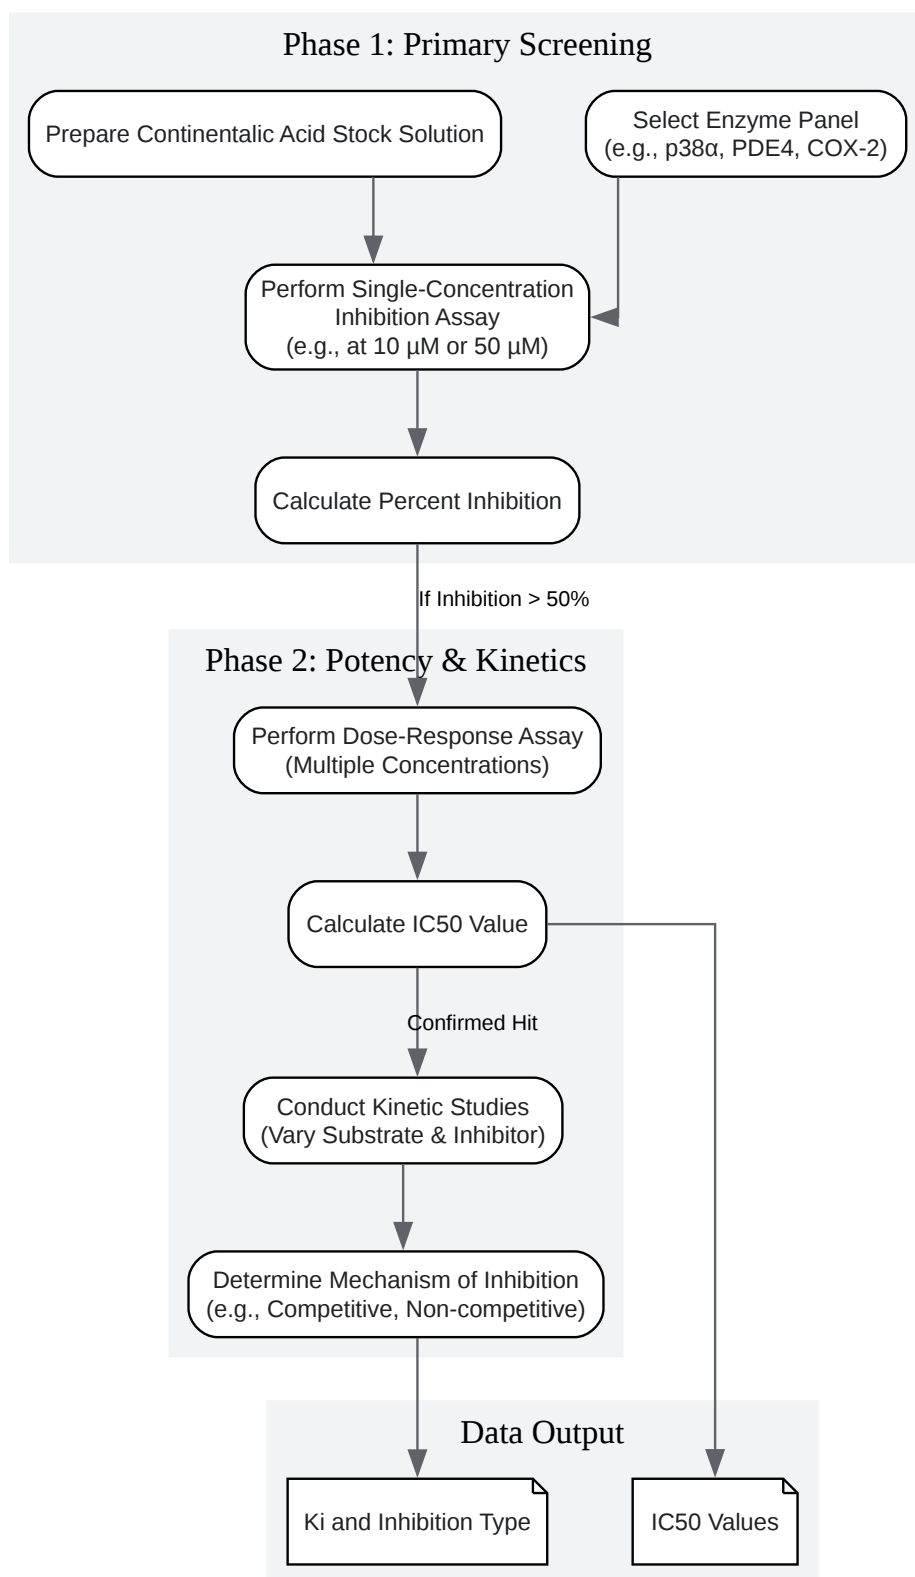 Phase 1: Primary Screening
Prepare Continentalic Acid Stock Solution
Select Enzyme Panel
(e.g., p38α, PDE4, COX-2)
Perform Single-Concentration
Inhibition Assay
(e.g., at 10 µM or 50 µM)
Calculate Percent Inhibition
If Inhibition > 50%
Phase 2: Potency & Kinetics
Perform Dose-Response Assay
(Multiple Concentrations)
Calculate IC50 Value
Confirmed Hit
Conduct Kinetic Studies
(Vary Substrate & Inhibitor)
Determine Mechanism of Inhibition
(e.g., Competitive, Non-competitive)
Data Output
Ki and Inhibition Type
IC50 Values